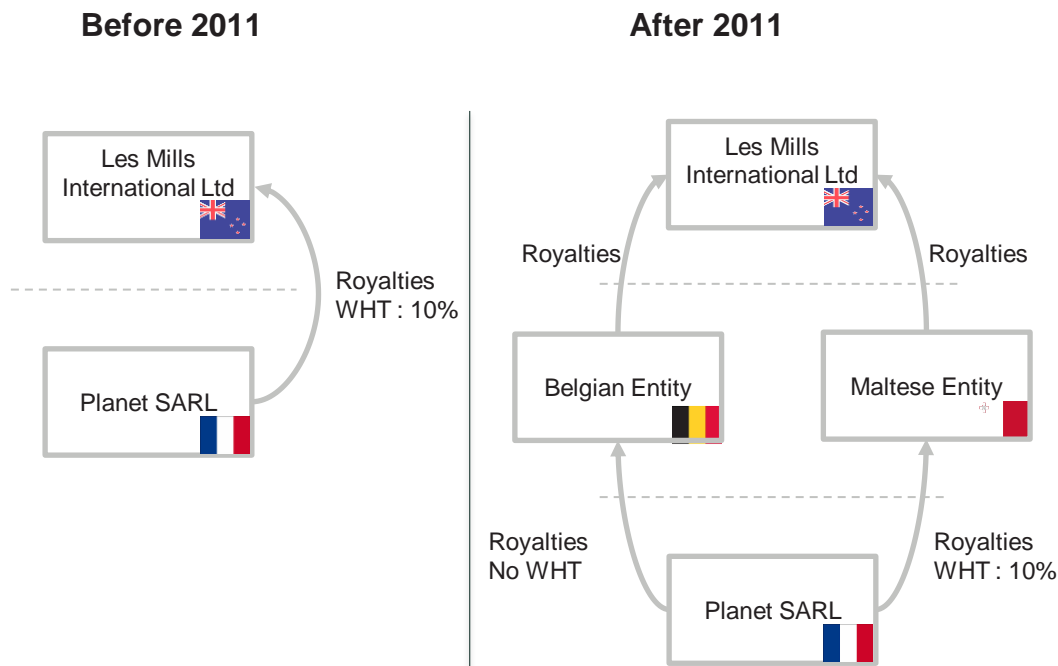 Before 2011
Les Mills
International Ltd
Royalties
WHT : 10%
Planet SARL
After 2011
Les Mills
International Ltd
Royalties
Royalties
Belgian Entity
Maltese Entity
Royalties
No WHT
Royalties
WHT : 10%
Planet SARL